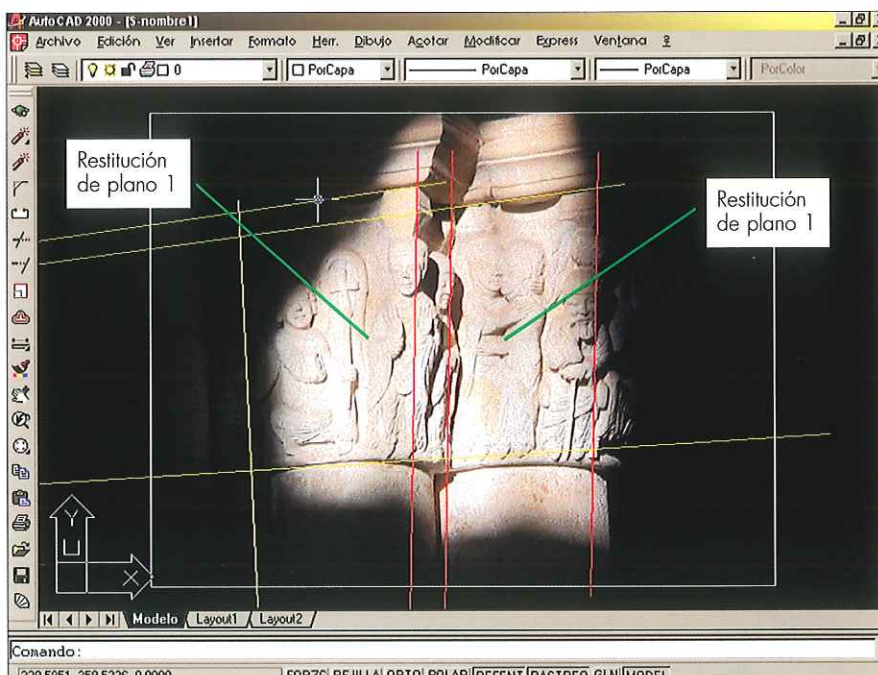 AutoCAD 2000 - [S-nombre1]
Archivo Edición Ver Insertar Formato Herr. Dibujo Acotar Modificar Express Ventana ?
0 PorCapa PorCapa PorCapa PorColor
Restitución
de plano 1
Restitución
de plano 1
Y
X
Modelo Layout1 Layout2
Comando:
FORZC REJILLA ORTO POLAR REFENT RASTREO GLN MODEL